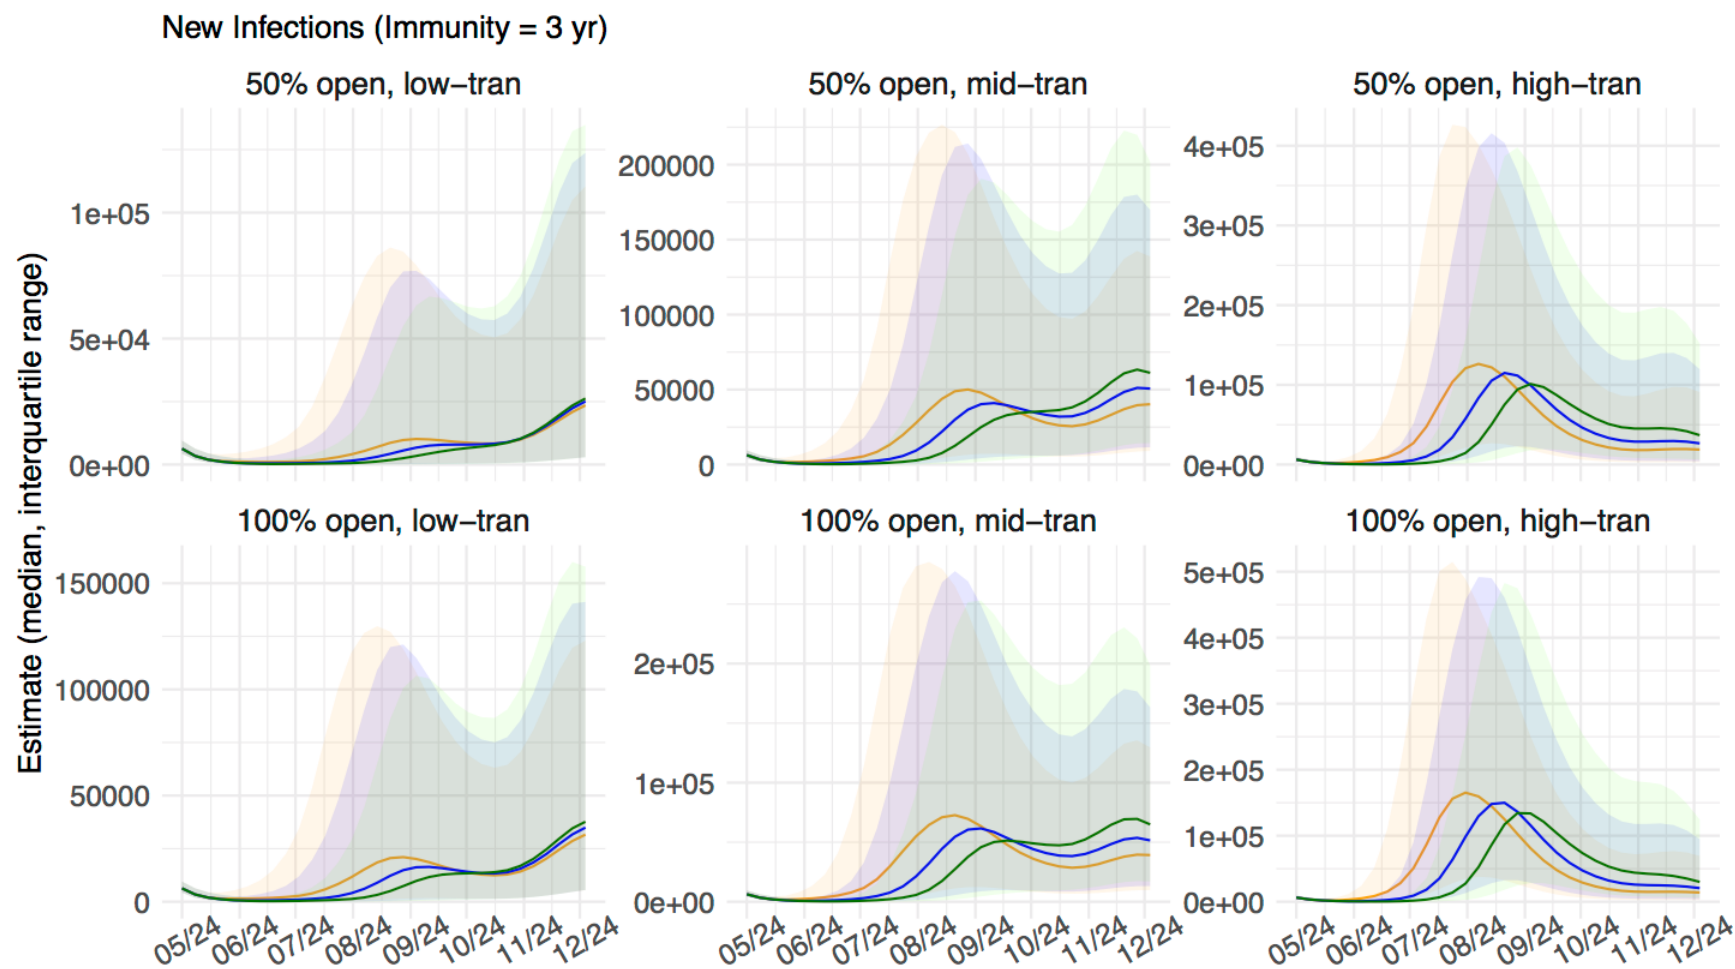 New Infections (Immunity = 3 yr)
Estimate (median, interquartile range)
50% open, low−tran
1e+05
5e+04
0e+00
50% open, mid−tran
200000
150000
100000
50000
0
50% open, high−tran
4e+05
3e+05
2e+05
1e+05
0e+00
100% open, low−tran
150000
100000
50000
0
05/24 06/24 07/24 08/24 09/24 10/24 11/24 12/24
100% open, mid−tran
2e+05
1e+05
0e+00
05/24 06/24 07/24 08/24 09/24 10/24 11/24 12/24
100% open, high−tran
5e+05
4e+05
3e+05
2e+05
1e+05
0e+00
05/24 06/24 07/24 08/24 09/24 10/24 11/24 12/24